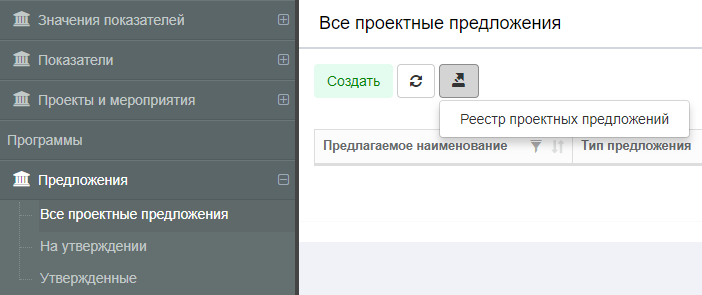 Значения показателей
Показатели
Проекты и мероприятия
Программы
Предложения
Все проектные предложения
На утверждении
Утвержденные
Все проектные предложения
Создать
Реестр проектных предложений
Предлагаемое наименование
Тип предложения